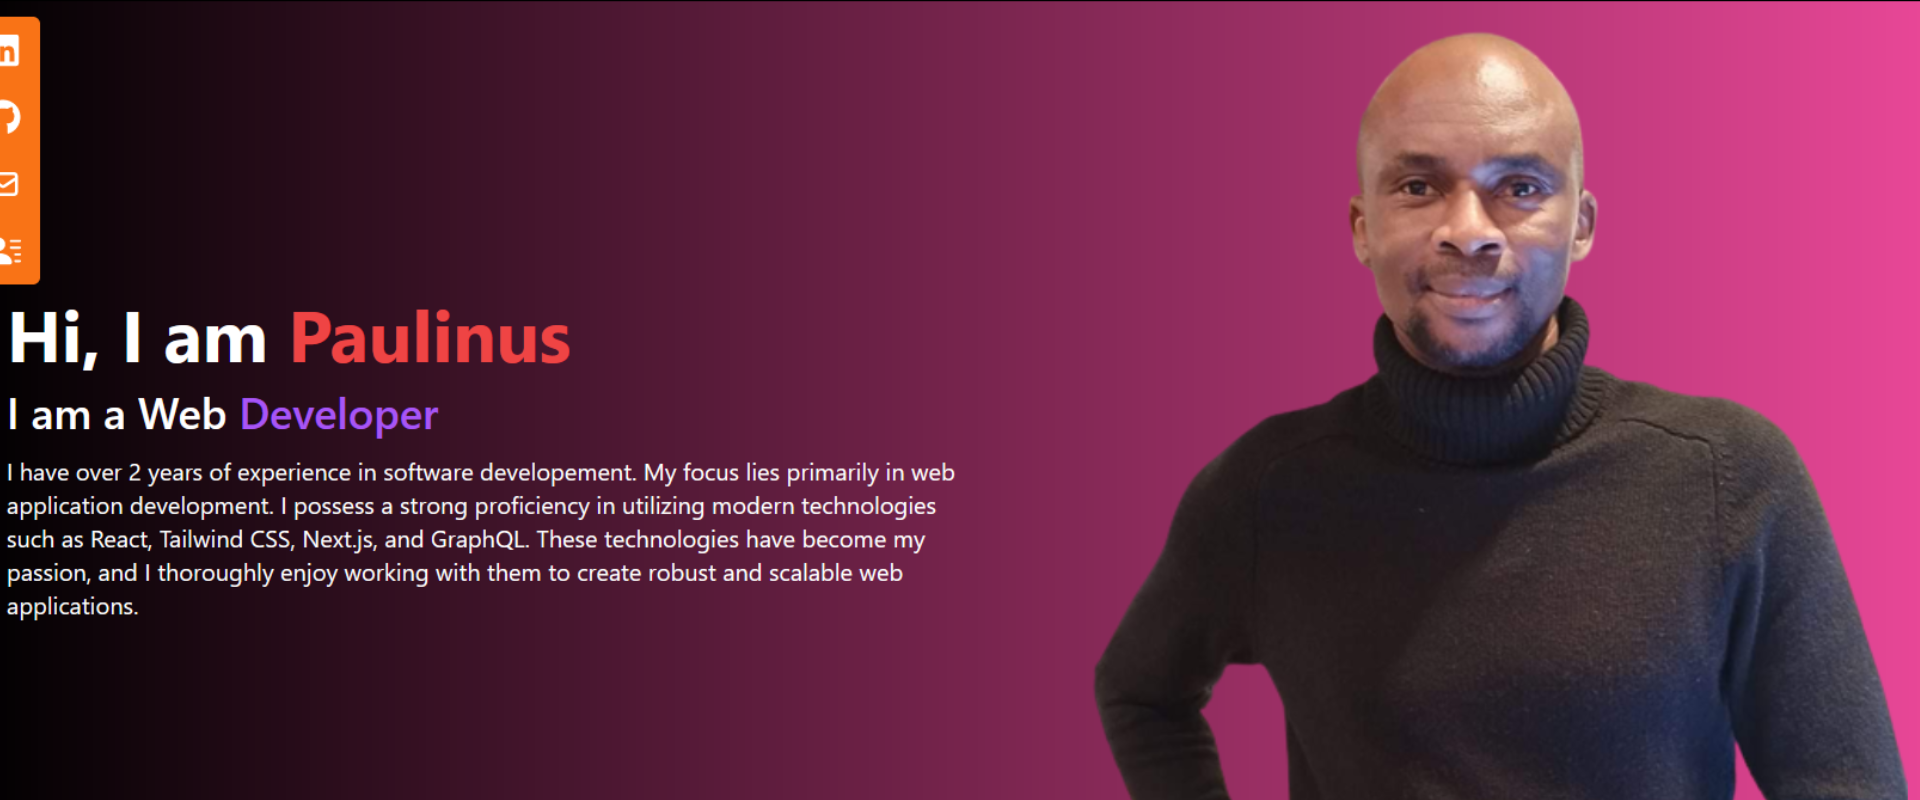 Hi, I am Paulinus
I am a Web Developer
I have over 2 years of experience in software developement. My focus lies primarily in web
application development. I possess a strong proficiency in utilizing modern technologies
such as React, Tailwind CSS, Next.js, and GraphQL. These technologies have become my
passion, and I thoroughly enjoy working with them to create robust and scalable web
applications.